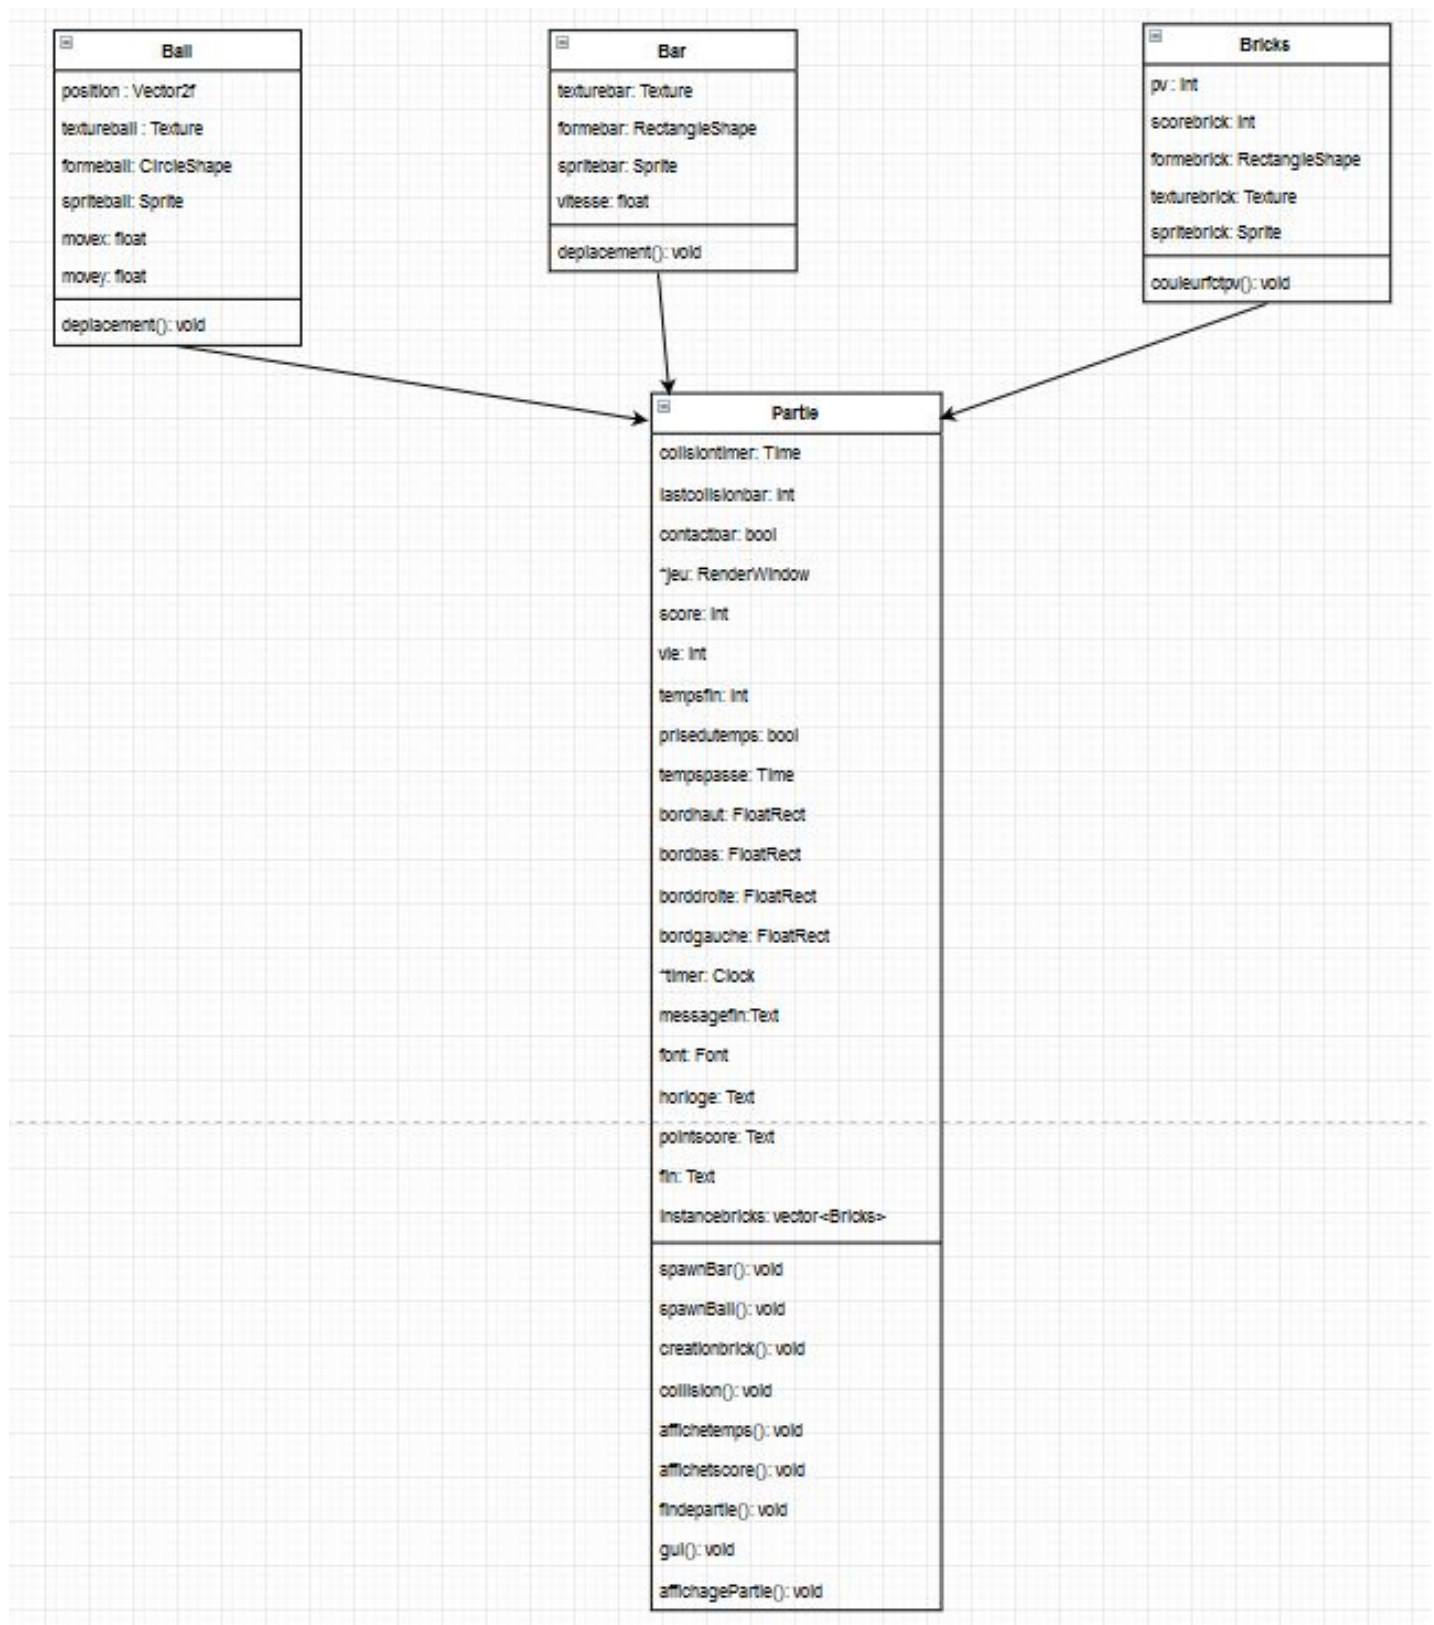 Ball
position : Vector2f
textureball : Texture
formeball: CircleShape
spriteball: Sprite
movex: float
movey: float
deplacement(): void
Bar
texturebar: Texture
formebar: RectangleShape
spritebar: Sprite
vitesse: float
deplacement(): void
Bricks
pv : int
scorebrick: int
formebrick: RectangleShape
texturebrick: Texture
spritebrick: Sprite
couleurfctpv(): void
Partie
colisiontimer: Time
lastcollisionbar: int
contactbar: bool
*jeu: RenderWindow
score: int
vie: int
tempsfin: int
prisedutemps: bool
tempspasse: Time
bordhaut: FloatRect
bordbas: FloatRect
borddroite: FloatRect
bordgauche: FloatRect
*timer: Clock
messagefin:Text
font: Font
horloge: Text
pointscore: Text
fin: Text
instancebricks: vector<Bricks>
spawnBar(): void
spawnBall(): void
creationbrick(): void
collision(): void
affichetemps(): void
affichetscore(): void
findepartie(): void
gui(): void
affichagePartie(): void